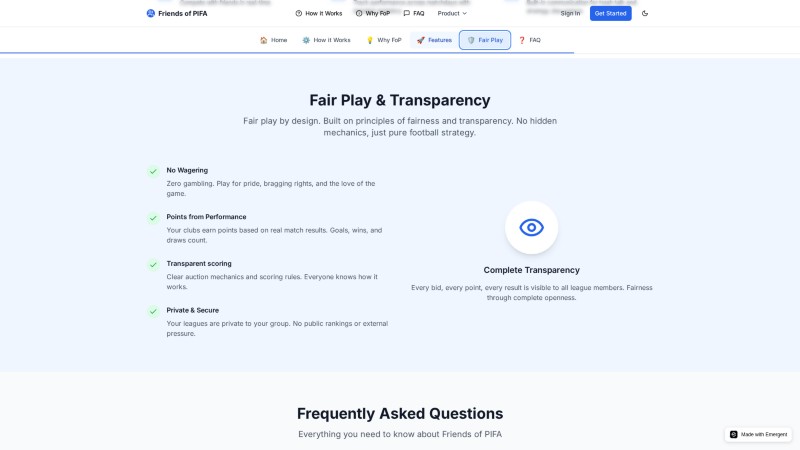 Friends of PIFA
How it Works
Why FoP
FAQ
Product
Sign In
Get Started
🏠 Home
⚙️ How it Works
💡 Why FoP
🚀 Features
🛡️ Fair Play
❓ FAQ
Fair Play & Transparency
Fair play by design. Built on principles of fairness and transparency. No hidden
mechanics, just pure football strategy.
No Wagering
Zero gambling. Play for pride, bragging rights, and the love of the
game.
Points from Performance
Your clubs earn points based on real match results. Goals, wins, and
draws count.
Transparent scoring
Clear auction mechanics and scoring rules. Everyone knows how it
works.
Private & Secure
Your leagues are private to your group. No public rankings or external
pressure.
Complete Transparency
Every bid, every point, every result is visible to all league members. Fairness
through complete openness.
Frequently Asked Questions
Everything you need to know about Friends of PIFA
Made with Emergent